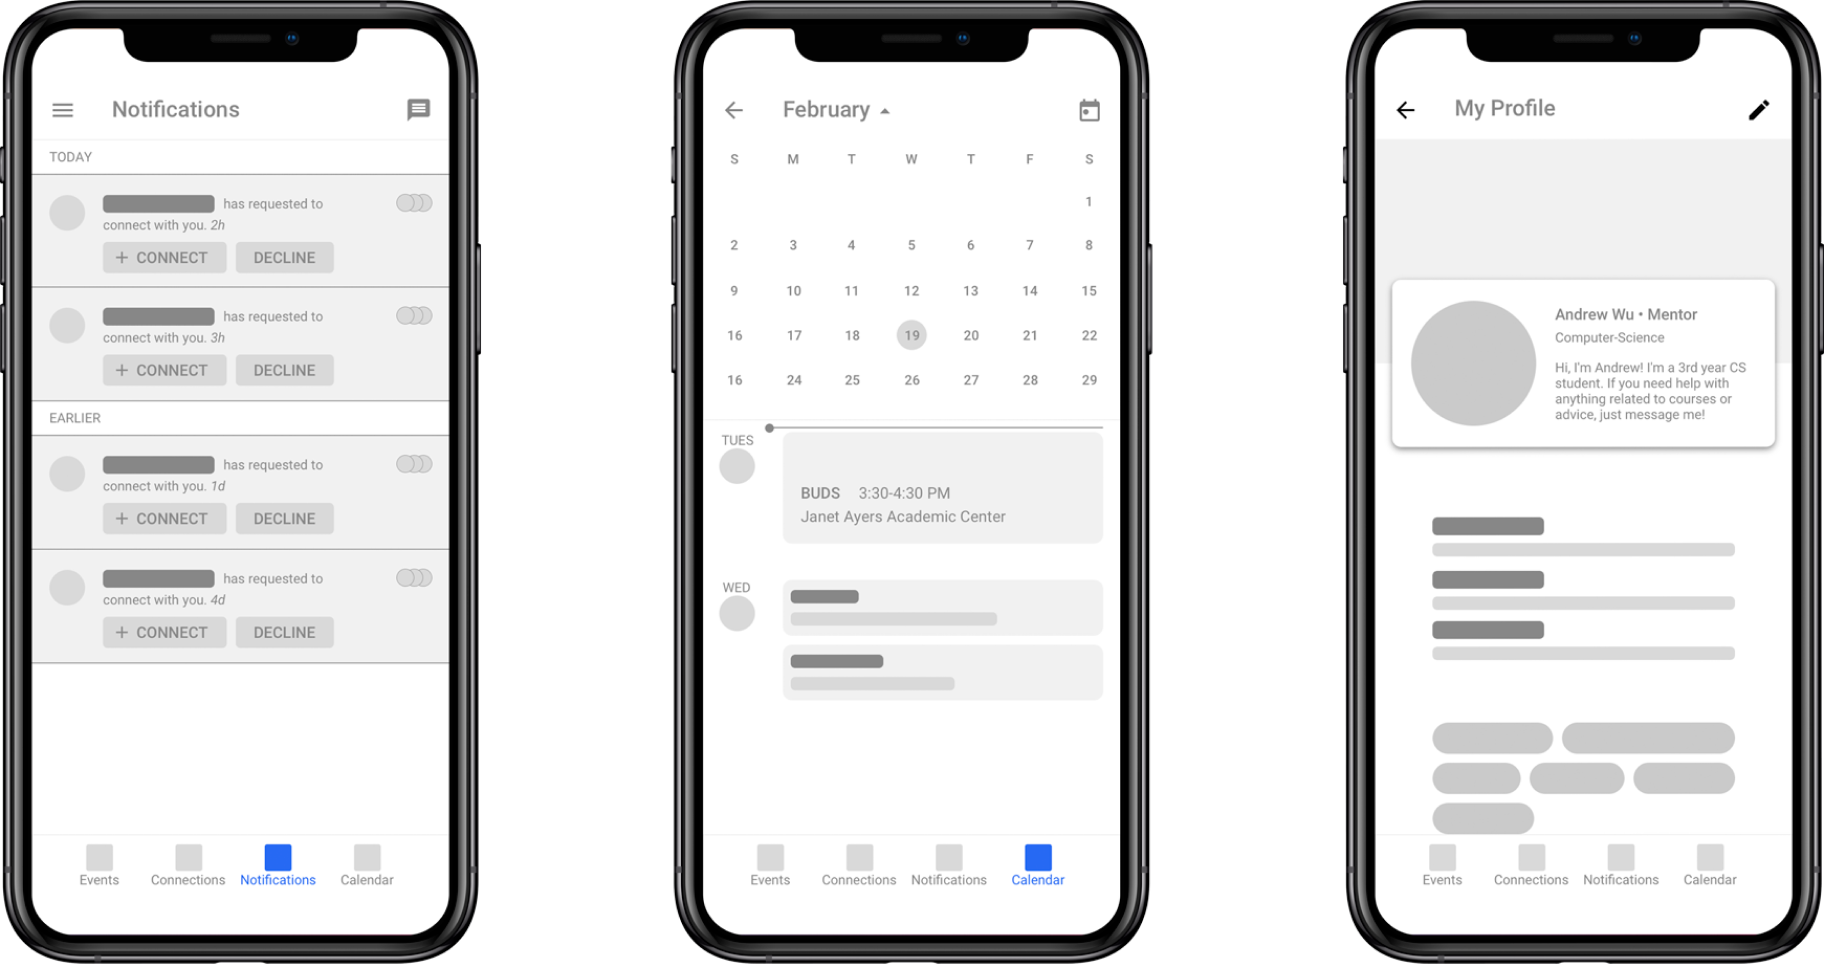 Notifications
TODAY
has requested to
connect with you. 2h
+ CONNECT DECLINE
has requested to
connect with you. 3h
+ CONNECT DECLINE
EARLIER
has requested to
connect with you. 1d
+ CONNECT DECLINE
has requested to
connect with you. 4d
+ CONNECT DECLINE
Events Connections Notifications Calendar
February
S M T W T F S
1
2 3 4 5 6 7 8
9 10 11 12 13 14 15
16 17 18 19 20 21 22
16 24 25 26 27 28 29
TUES
BUDS 3:30-4:30 PM
Janet Ayers Academic Center
WED
Events Connections Notifications Calendar
My Profile
Andrew Wu • Mentor
Computer-Science
Hi, I'm Andrew! I'm a 3rd year CS
student. If you need help with
anything related to courses or
advice, just message me!
Events Connections Notifications Calendar